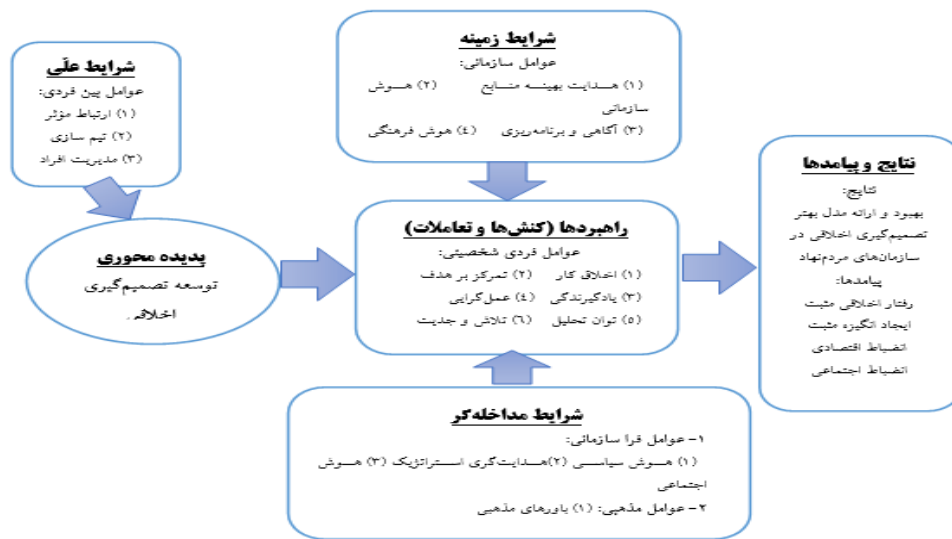 شرایط علّی
عوامل بین فردی:
(۱) ارتباط مؤثر
(۲) تیم سازی
(۳) مدیریت افراد
پدیده محوری
توسعه تصمیم‌گیری
اخلاقی
شرایط زمینه
عوامل سازمانی:
(۱) هدایت بهینه منابع (۲) هوش
سازمانی
(۳) آگاهی و برنامه‌ریزی (٤) هوش فرهنگی
راهبردها (کنش‌ها و تعاملات)
عوامل فردی شخصیتی:
(۱) اخلاق کار (۲) تمرکز بر هدف
(۳) یادگیرندگی (٤) عمل‌گرایی
(٥) توان تحلیل (٦) تلاش و جدیت
شرایط مداخله‌گر
۱- عوامل فرا سازمانی:
(۱) هوش سیاسی (۲)هدایت‌گری استراتژیک (۳) هوش
اجتماعی
۲- عوامل مذهبی: (۱) باورهای مذهبی
نتایج و پیامدها
نتایج:
بهبود و ارائه مدل بهتر
تصمیم‌گیری اخلاقی در
سازمان‌های مردم‌نهاد
پیامدها:
رفتار اخلاقی مثبت
ایجاد انگیزه مثبت
انضباط اقتصادی
انضباط اجتماعی